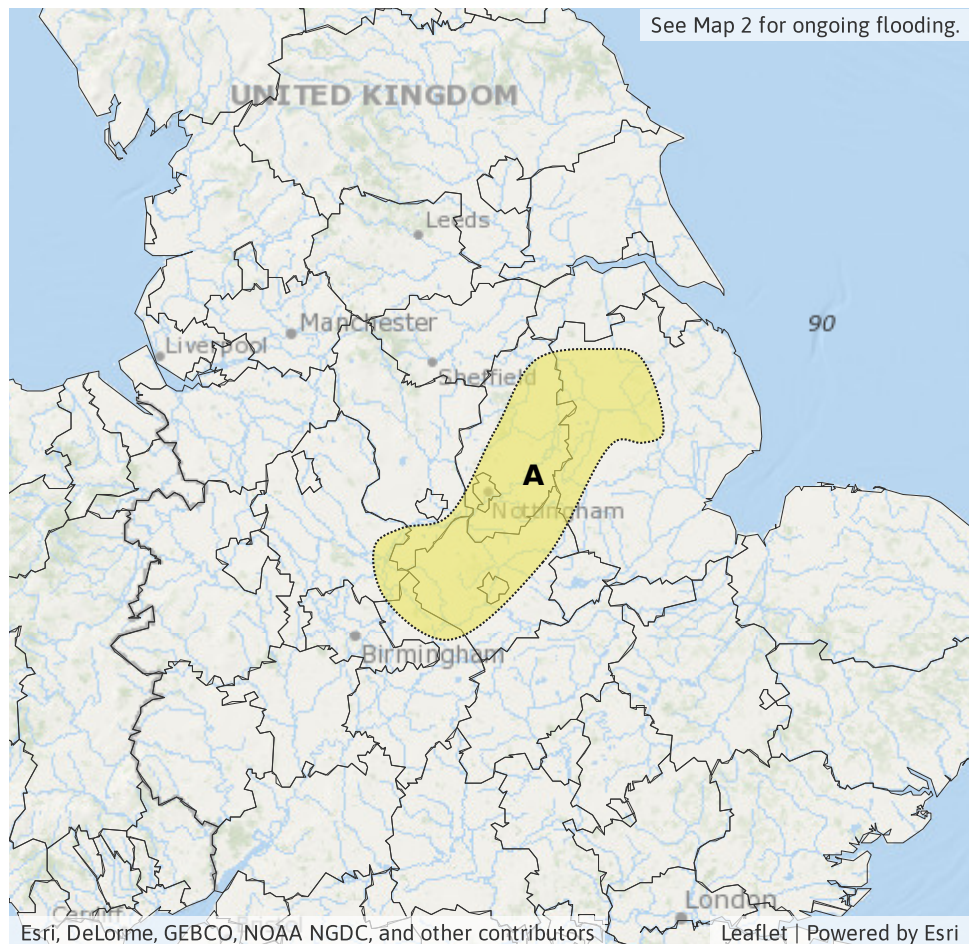 See Map 2 for ongoing flooding.
UNITED KINGDOM
Leeds
Manchester
90
Liverpool
Sheffield
A
Nottingham
Birmingham
London
Cardiff
Esri, DeLorme, GEBCO, NOAA NGDC, and other contributors
Leaflet | Powered by Esri